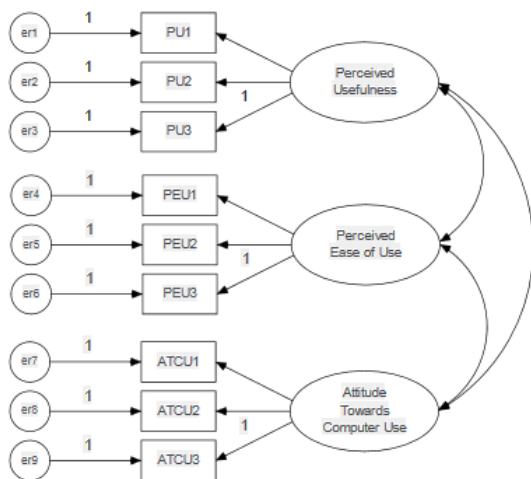 er1
1
PU1
er2
1
PU2
1
Perceived
Usefulness
er3
1
PU3
er4
1
PEU1
er5
1
PEU2
1
Perceived
Ease of Use
er6
1
PEU3
er7
1
ATCU1
er8
1
ATCU2
1
Attitude
Towards
Computer Use
er9
1
ATCU3